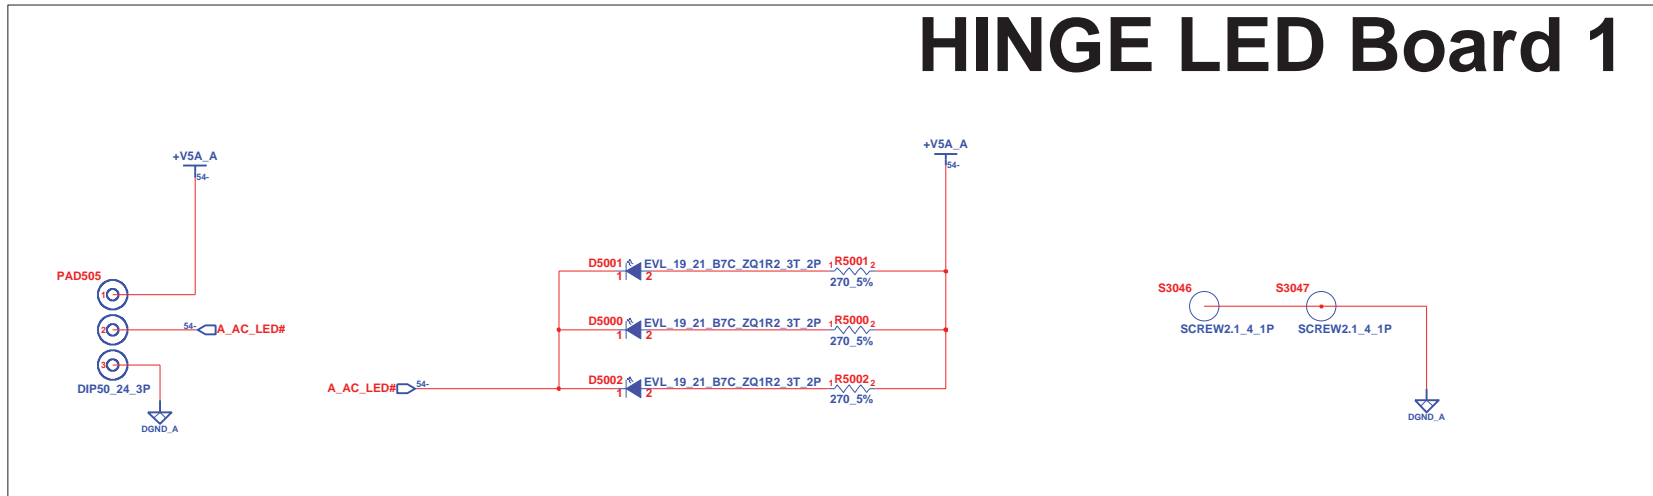 HINGE LED Board 1
+V5A_A
54-
PAD505
1
2
54-
A_AC_LED#
3
DIP50_24_3P
DGND_A
+V5A_A
54-
D5001
1
2
EVL_19_21_B7C_ZQ1R2_3T_2P
1
R5001
2
270_5%
D5000
1
2
EVL_19_21_B7C_ZQ1R2_3T_2P
1
R5000
2
270_5%
A_AC_LED#
54-
D5002
1
2
EVL_19_21_B7C_ZQ1R2_3T_2P
1
R5002
2
270_5%
S3046
SCREW2.1_4_1P
S3047
SCREW2.1_4_1P
DGND_A